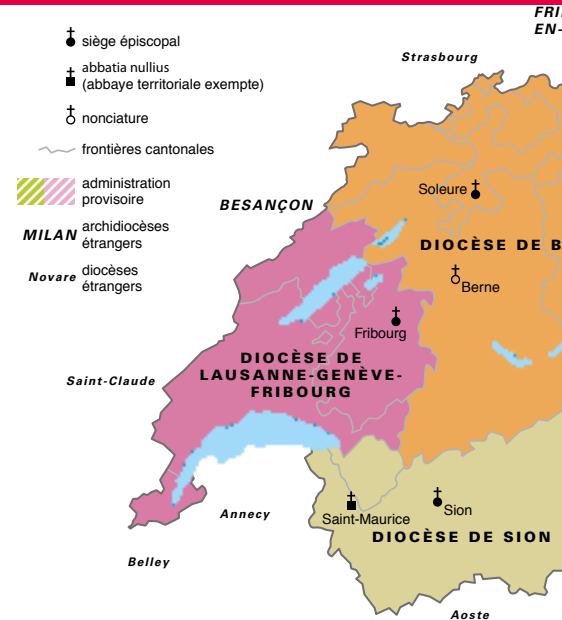 FRI
EN-
siège épiscopal
abbatia nullius
(abbaye territoriale exempte)
nonciature
frontières cantonales
administration
provisoire
MILAN archidiocèses
étrangers
Novare diocèses
étrangers
Strasbourg
BESANÇON
Soleure
DIOCÈSE DE B
Berne
Fribourg
DIOCÈSE DE
LAUSANNE-GENÈVE-
FRIBOURG
Saint-Claude
Annecy
Saint-Maurice
Sion
DIOCÈSE DE SION
Belley
Aoste